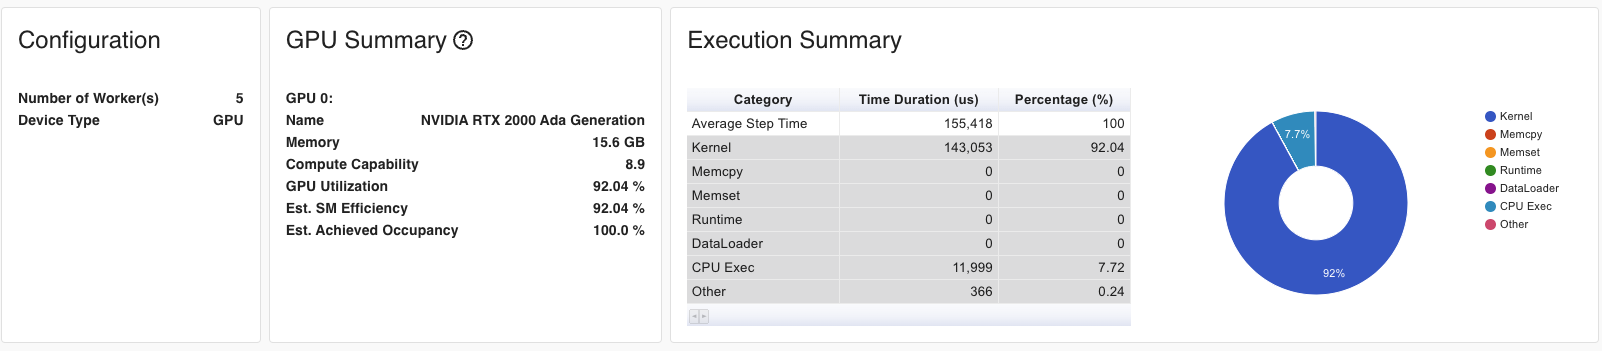 Configuration
Number of Worker(s) 5
Device Type GPU
GPU Summary ?
GPU 0:
Name NVIDIA RTX 2000 Ada Generation
Memory 15.6 GB
Compute Capability 8.9
GPU Utilization 92.04 %
Est. SM Efficiency 92.04 %
Est. Achieved Occupancy 100.0 %
Execution Summary
Category Time Duration (us) Percentage (%)
Average Step Time 155,418 100
Kernel 143,053 92.04
Memcpy 0 0
Memset 0 0
Runtime 0 0
DataLoader 0 0
CPU Exec 11,999 7.72
Other 366 0.24
7.7%
92%
Kernel
Memcpy
Memset
Runtime
DataLoader
CPU Exec
Other